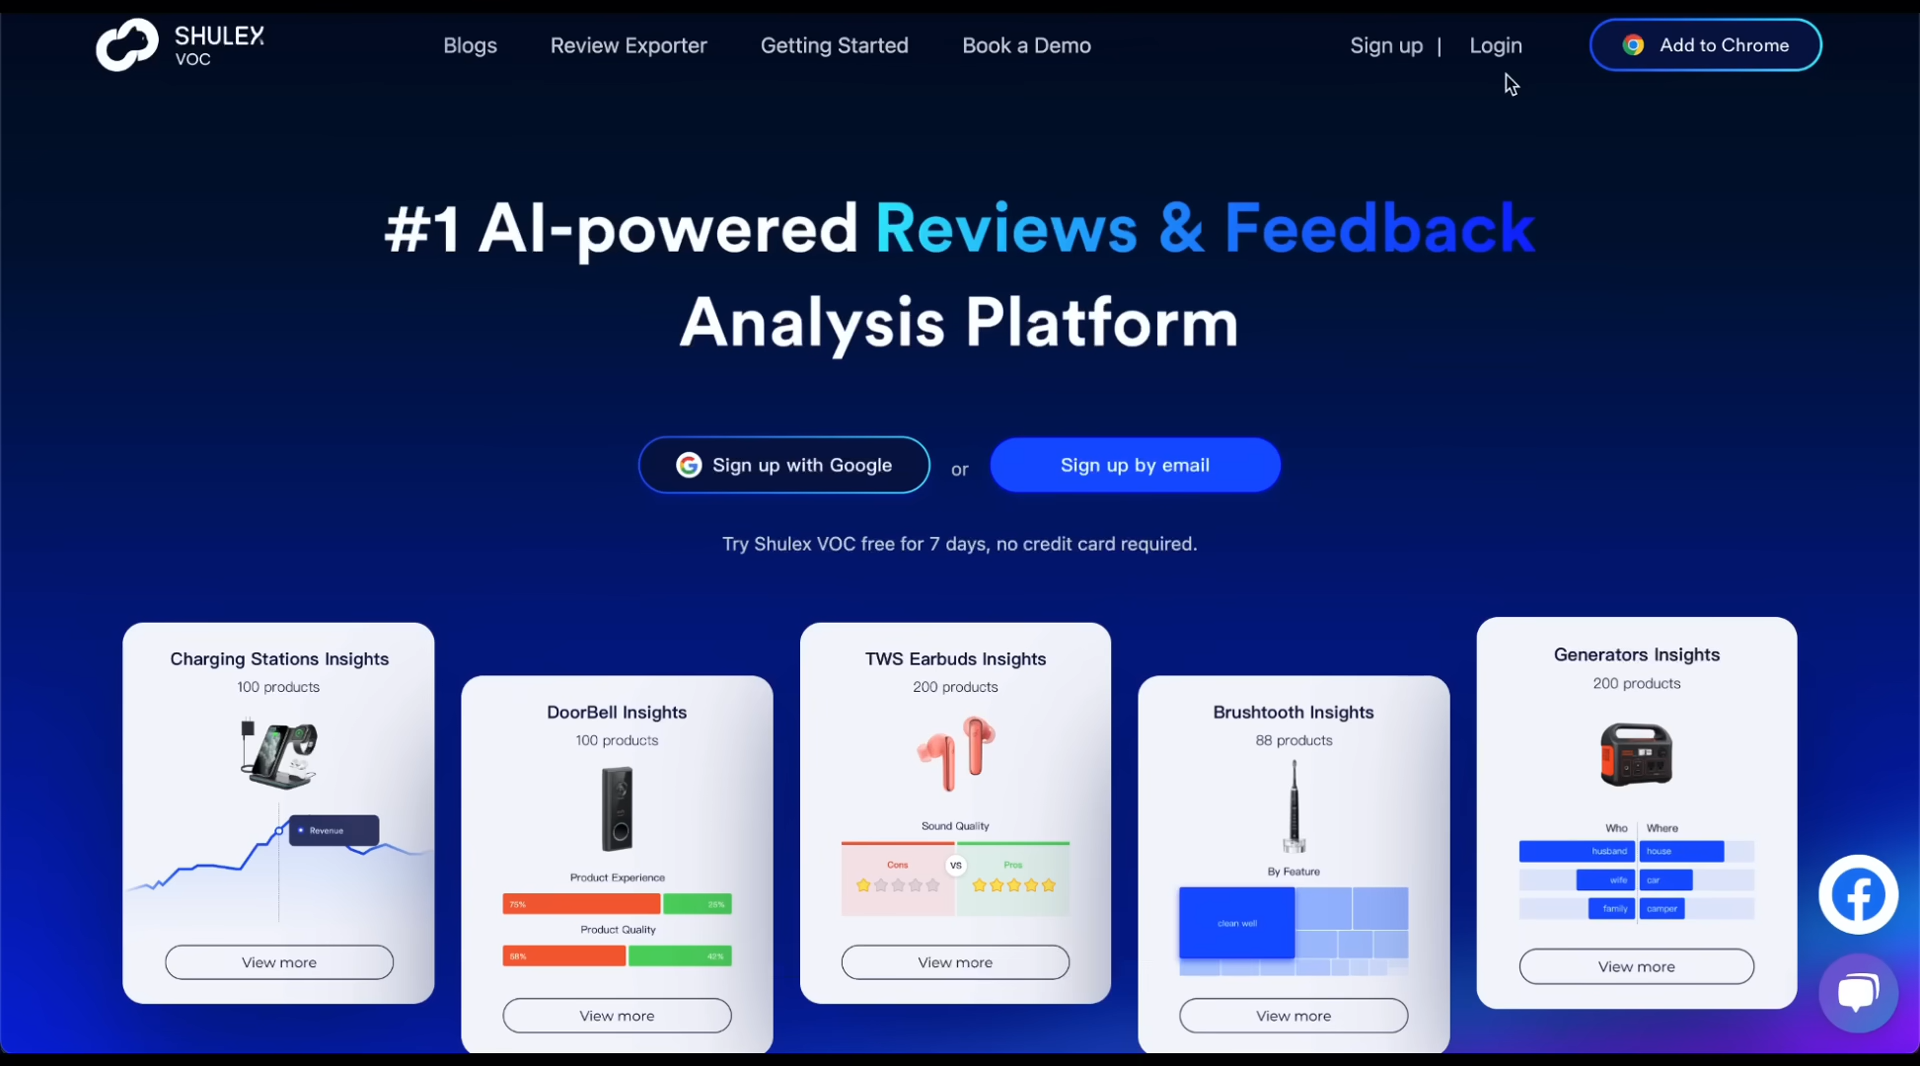 SHULEX
VOC
Blogs
Review Exporter
Getting Started
Book a Demo
Sign up |
Login
Add to Chrome
#1 AI-powered Reviews & Feedback
Analysis Platform
Sign up with Google
or
Sign up by email
Try Shulex VOC free for 7 days, no credit card required.
Charging Stations Insights
100 products
Revenue
View more
DoorBell Insights
100 products
Product Experience
75%
25%
Product Quality
58%
42%
View more
TWS Earbuds Insights
200 products
Sound Quality
Cons
VS
Pros
View more
Brushtooth Insights
88 products
By Feature
clean well
View more
Generators Insights
200 products
Who
Where
husband
house
wife
car
family
camper
View more